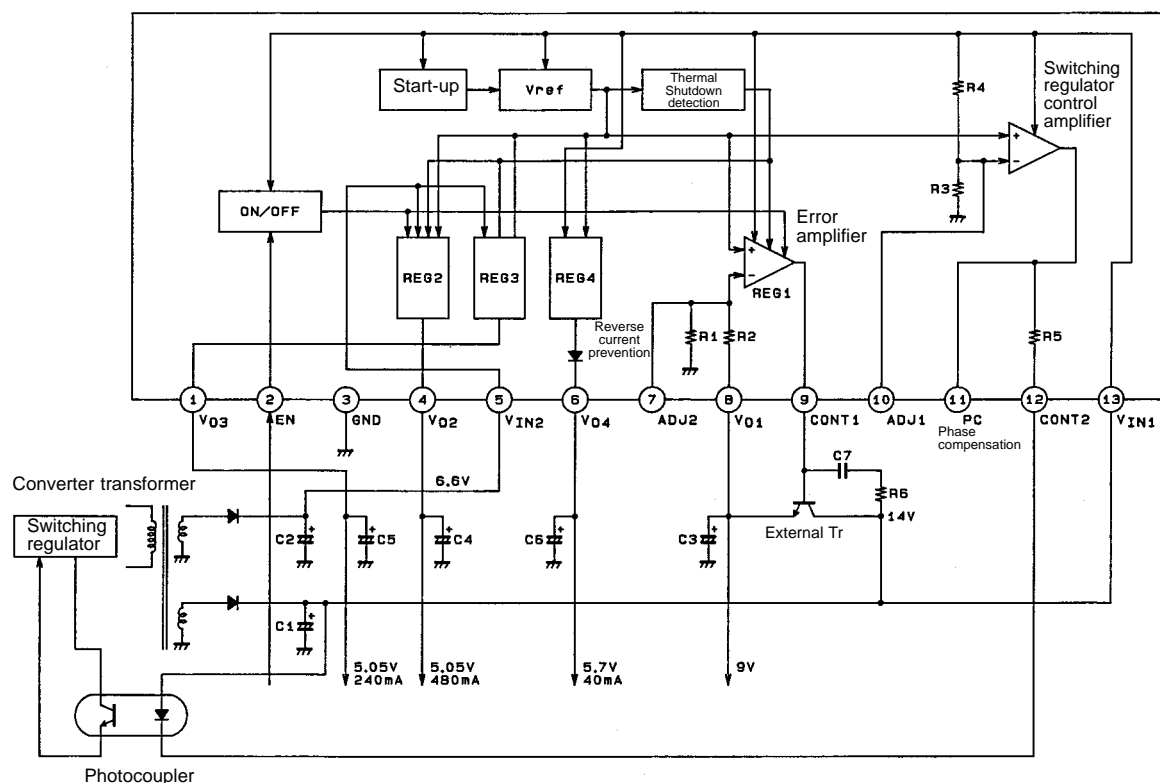 Start-up
Vref
Thermal
Shutdown
detection
Switching
regulator
control
amplifier
R4
+
−
R3
ON/OFF
Error
amplifier
REG2
REG3
REG4
+
−
REG1
Reverse
current
prevention
R1
R2
R5
1
2
3
4
5
6
7
8
9
10
11
12
13
VO3
EN
GND
VO2
VIN2
VO4
ADJ2
VO1
CONT1
ADJ1
PC
CONT2
VIN1
Phase
compensation
C7
R6
14V
External Tr
6.6V
Converter transformer
Switching
regulator
C2
+
C5
+
C4
+
C6
+
C3
+
C1
+
5.05V
240mA
5.05V
480mA
5.7V
40mA
9V
Photocoupler